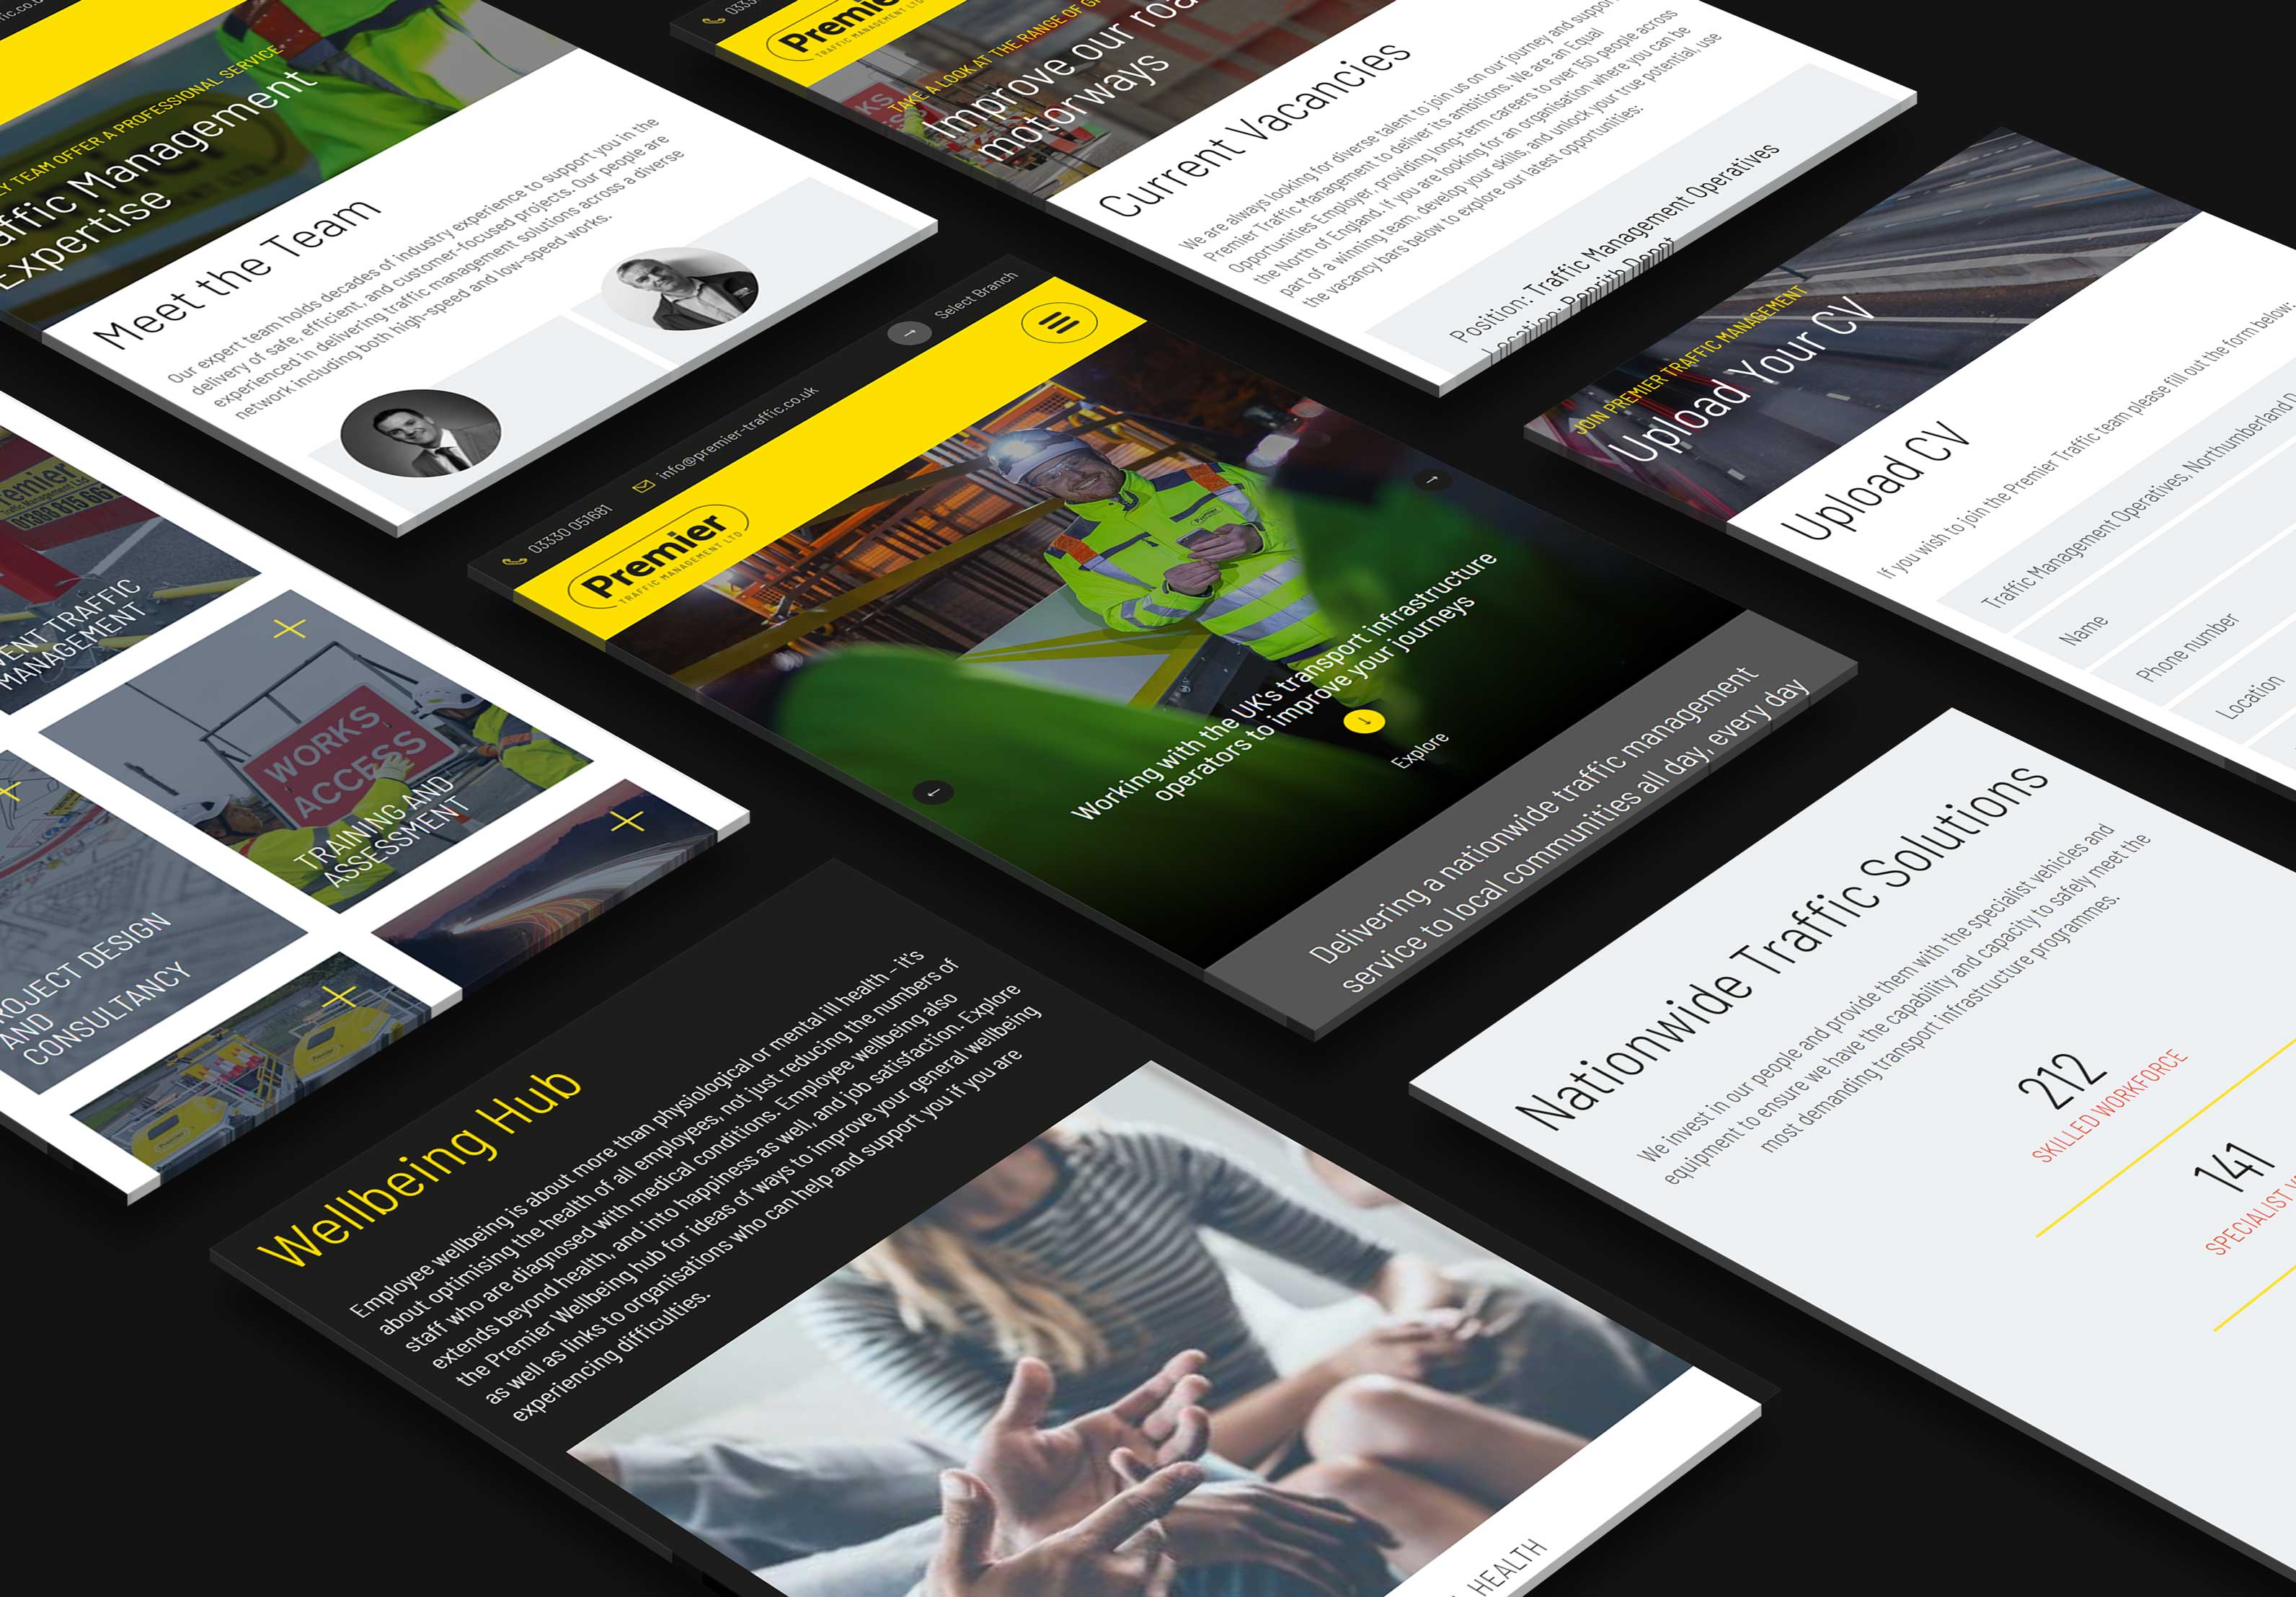 Traffic Management
Expertise
Meet the Team
Our expert team holds decades of industry experience to support you in the
delivery of safe, efficient, and customer-focused projects. Our people are
experienced in delivering traffic management solutions across a diverse
network including both high-speed and low-speed works.
TEAM OFFER A PROFESSIONAL SERVICE
Premier
TRAFFIC MANAGEMENT LTD
TAKE A LOOK AT THE RANGE OF
Improve our
motorways
Current Vacancies
We are always looking for diverse talent to join us on our journey and support
Premier Traffic Management to deliver its ambitions. We are an Equal
Opportunities Employer, providing long-term careers to over 150 people across
the North of England. If you are looking for an organisation where you can be
part of a winning team, develop your skills, and unlock your true potential, use
the vacancy bars below to explore our latest opportunities:
Position: Traffic Management Operatives
Location: Penrith Depot
JOIN PREMIER TRAFFIC MANAGEMENT
Upload Your CV
Upload CV
If you wish to join the Premier Traffic team please fill out the form below:
Traffic Management Operatives, Northumberland
Name
Phone number
Location
03330 051681
info@premier-traffic.co.uk
Select Branch
Premier
TRAFFIC MANAGEMENT LTD
Premier
Working with the UK's transport infrastructure
operators to improve your journeys
Explore
Delivering a nationwide traffic management
service to local communities all day, every day
TRAFFIC
MANAGEMENT
WORKS
ACCESS
TRAINING AND
ASSESSMENT
DESIGN
AND
CONSULTANCY
Wellbeing Hub
Employee wellbeing is about more than physiological or mental ill health – it's
about optimising the health of all employees, not just reducing the numbers of
staff who are diagnosed with medical conditions. Employee wellbeing also
extends beyond health, and into happiness as well, and job satisfaction. Explore
the Premier Wellbeing hub for ideas of ways to improve your general wellbeing
as well as links to organisations who can help and support you if you are
experiencing difficulties.
HEALTH
Nationwide Traffic Solutions
We invest in our people and provide them with the specialist vehicles and
equipment to ensure we have the capability and capacity to safely meet the
most demanding transport infrastructure programmes.
212
SKILLED WORKFORCE
141
SPECIALIST